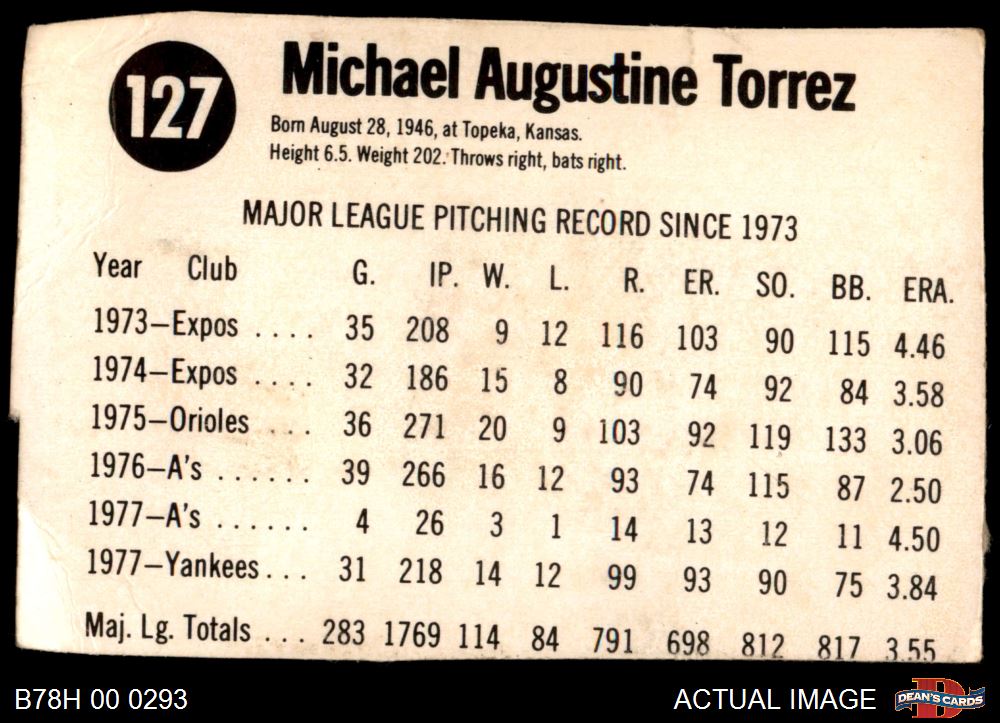 127
Michael Augustine Torrez
Born August 28, 1946, at Topeka, Kansas.
Height 6.5. Weight 202. Throws right, bats right.
MAJOR LEAGUE PITCHING RECORD SINCE 1973
Year Club G. IP. W. L. R. ER. SO. BB. ERA.
1973—Expos .... 35 208 9 12 116 103 90 115 4.46
1974—Expos .... 32 186 15 8 90 74 92 84 3.58
1975—Orioles ... 36 271 20 9 103 92 119 133 3.06
1976—A's ...... 39 266 16 12 93 74 115 87 2.50
1977—A's ...... 4 26 3 1 14 13 12 11 4.50
1977—Yankees... 31 218 14 12 99 93 90 75 3.84
Maj. Lg. Totals ... 283 1769 114 84 791 698 812 817 3.55
B78H 00 0293
ACTUAL IMAGE
DEAN'S CARDS